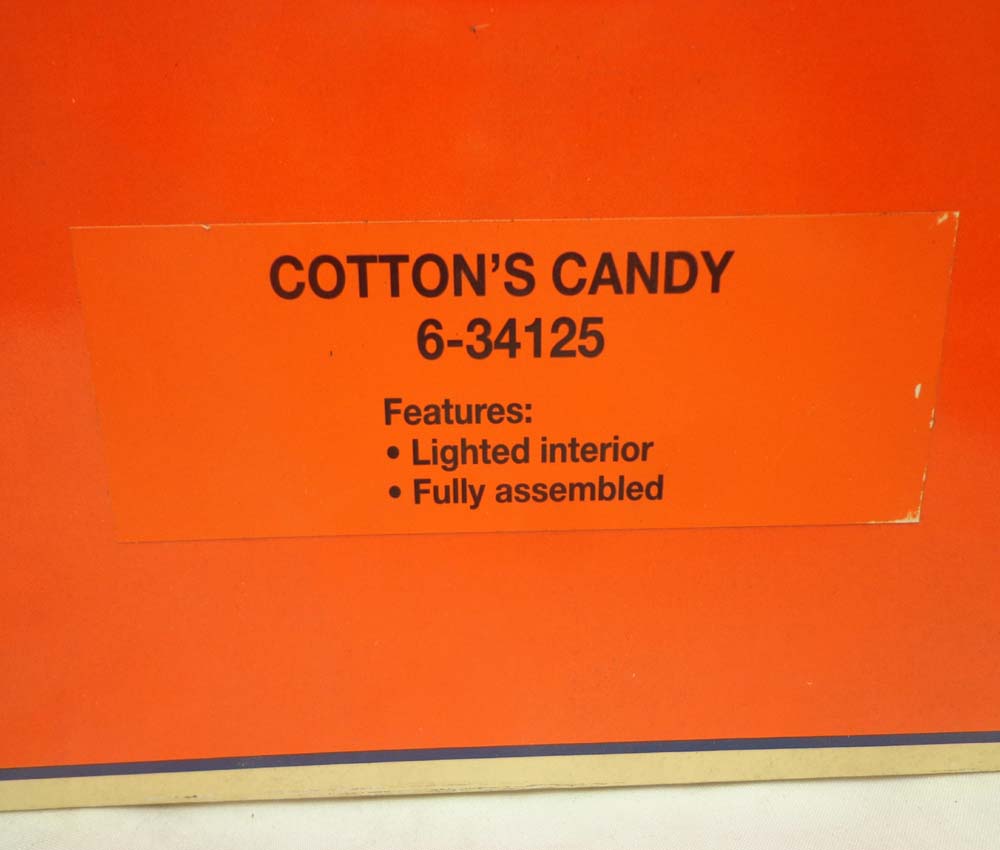 COTTON'S CANDY
6-34125
Features:
• Lighted interior
• Fully assembled